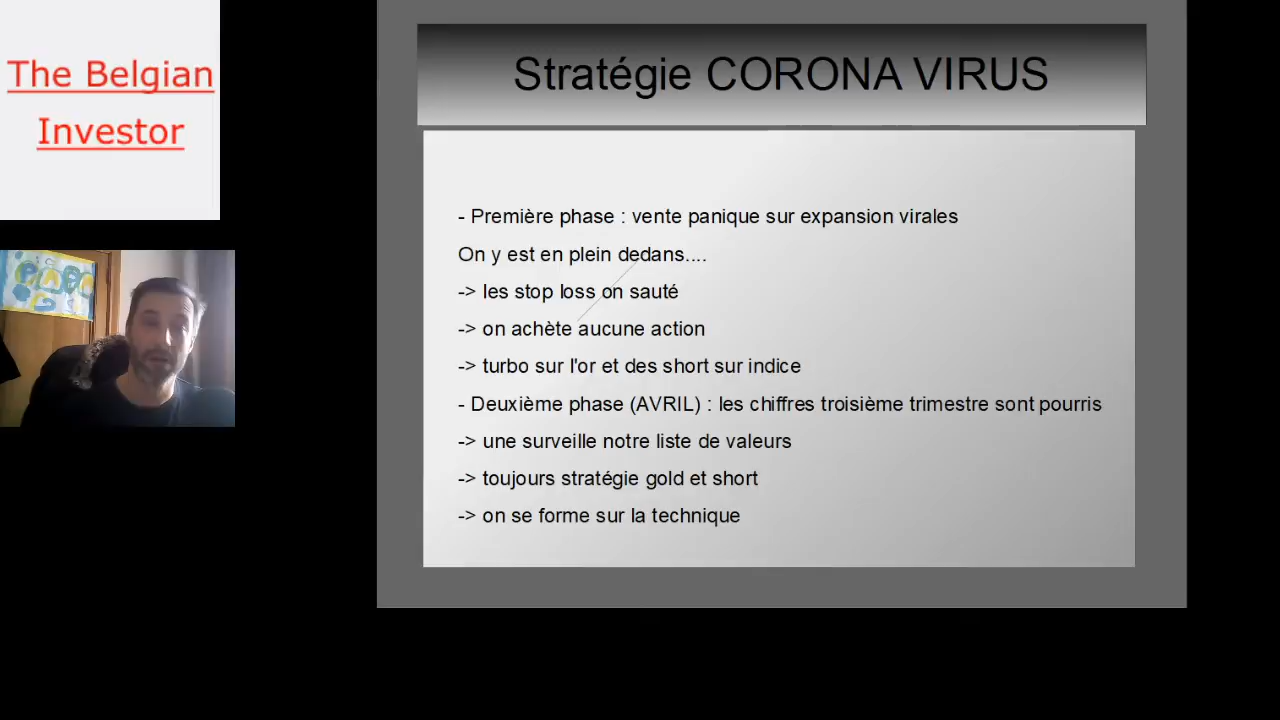 The Belgian
Investor
Stratégie CORONA VIRUS
- Première phase : vente panique sur expansion virales
On y est en plein dedans....
-> les stop loss on sauté
-> on achète aucune action
-> turbo sur l'or et des short sur indice
- Deuxième phase (AVRIL) : les chiffres troisième trimestre sont pourris
-> une surveille notre liste de valeurs
-> toujours stratégie gold et short
-> on se forme sur la technique